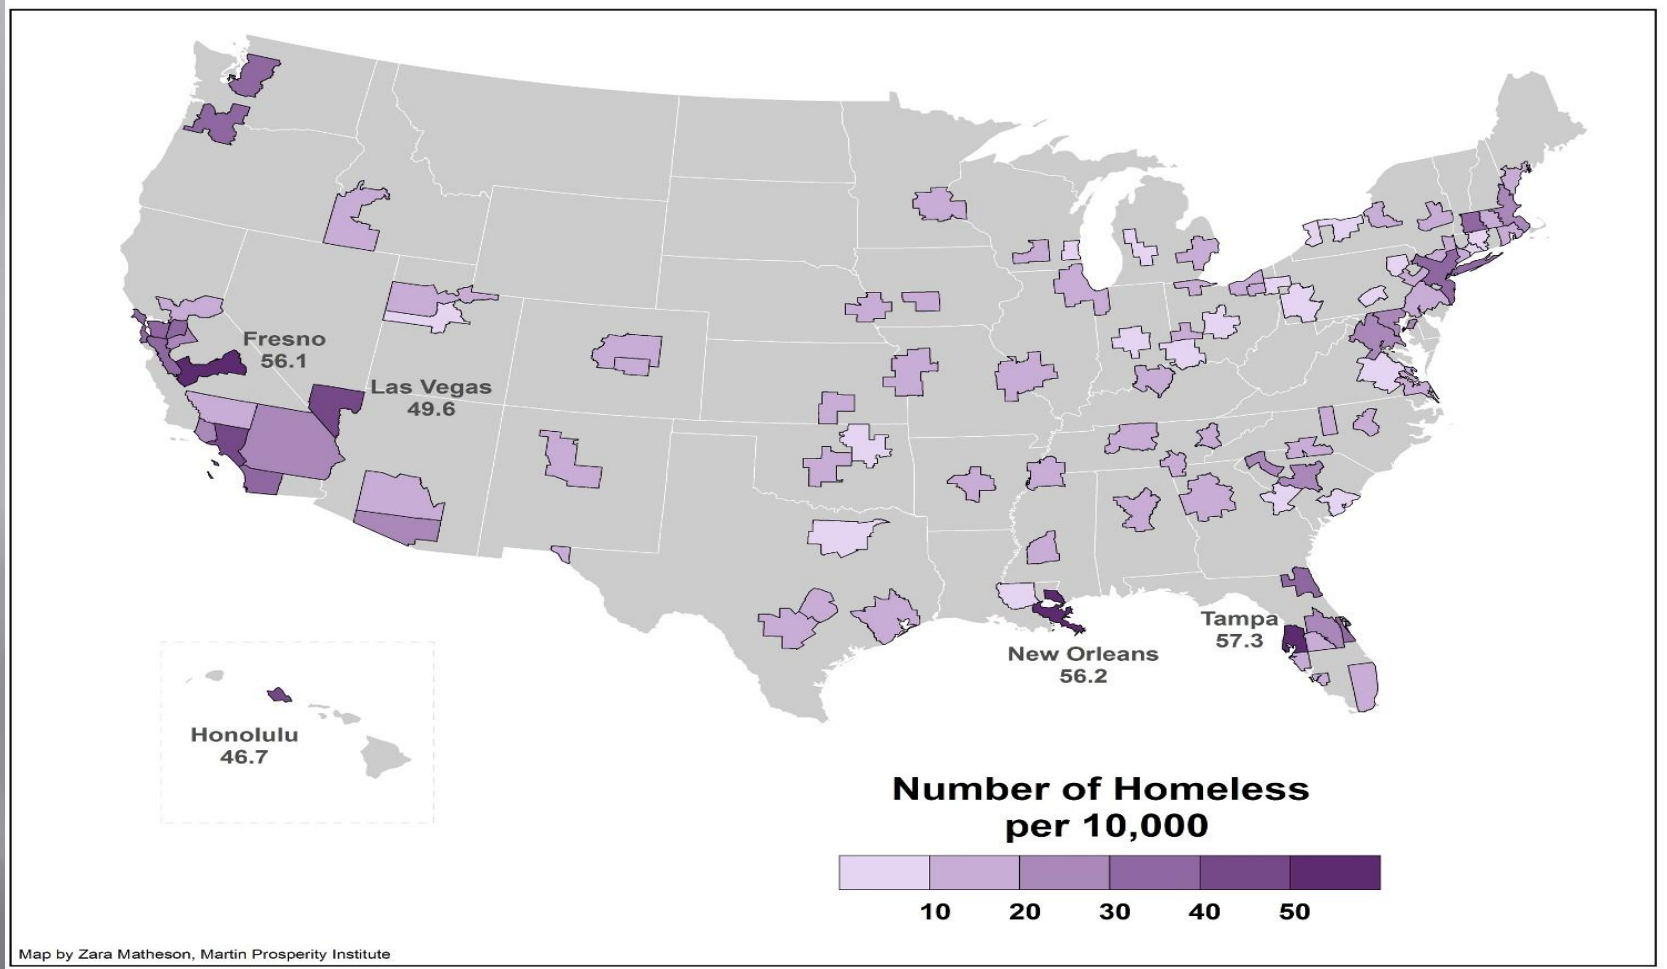 Fresno
56.1
Las Vegas
49.6
Tampa
57.3
New Orleans
56.2
Honolulu
46.7
Number of Homeless
per 10,000
10 20 30 40 50
Map by Zara Matheson, Martin Prosperity Institute